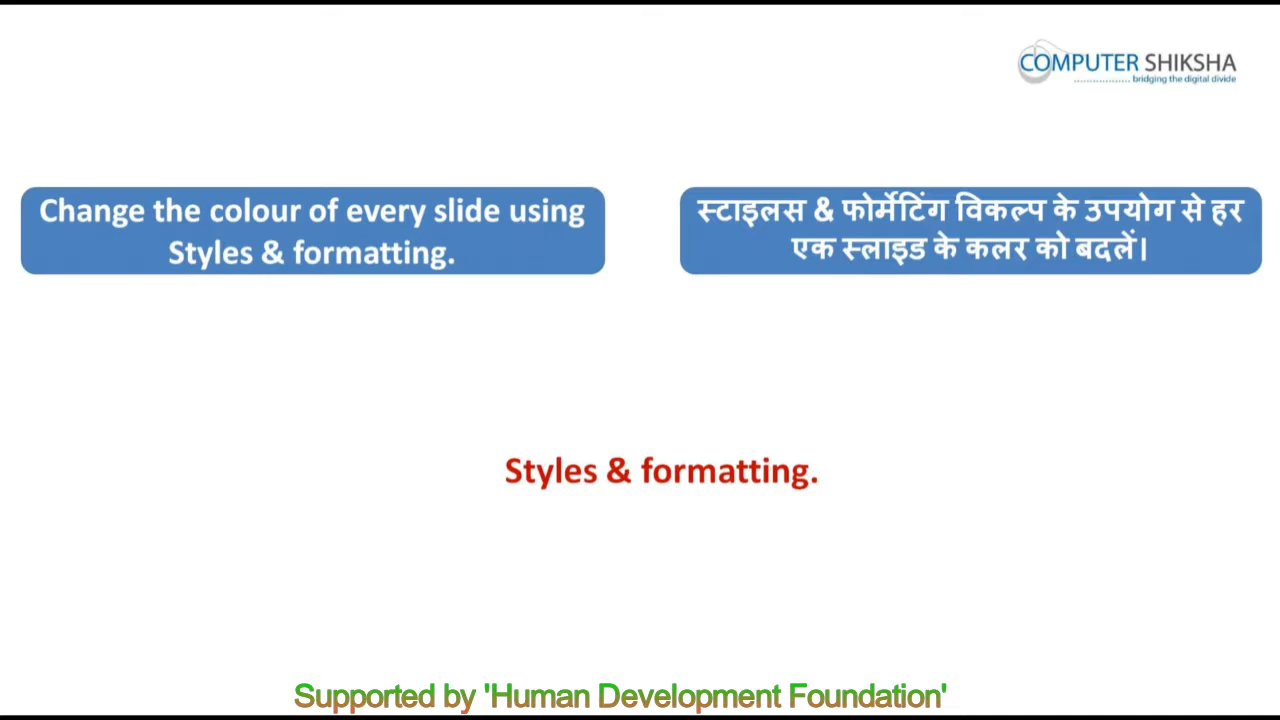 COMPUTER SHIKSHA
bridging the digital divide
Change the colour of every slide using
Styles & formatting.
स्टाइलस & फोर्मेटिंग विकल्प के उपयोग से हर
एक स्लाइड के कलर को बदलें।
Styles & formatting.
Supported by 'Human Development Foundation'